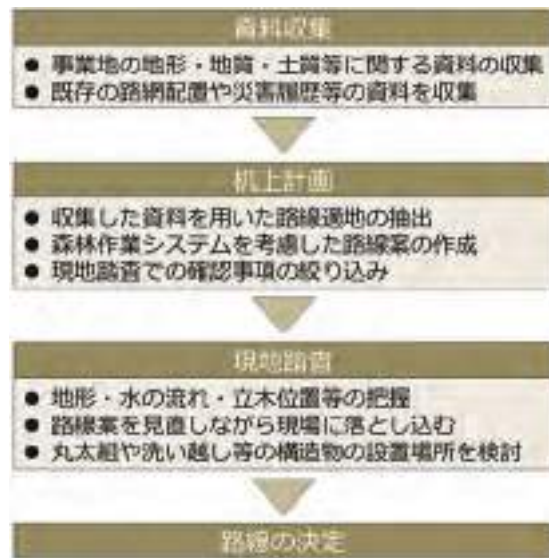 資料収集
● 事業地の地形・地質・土質等に関する資料の収集
● 既存の路網配置や災害履歴等の資料を収集
机上計画
● 収集した資料を用いた路線適地の抽出
● 森林作業システムを考慮した路線案の作成
● 現地踏査での確認事項の絞り込み
現地踏査
● 地形・水の流れ・立木位置等の把握
● 路線案を見直しながら現場に落とし込む
● 丸太組や洗い越し等の構造物の設置場所を検討
路線の決定